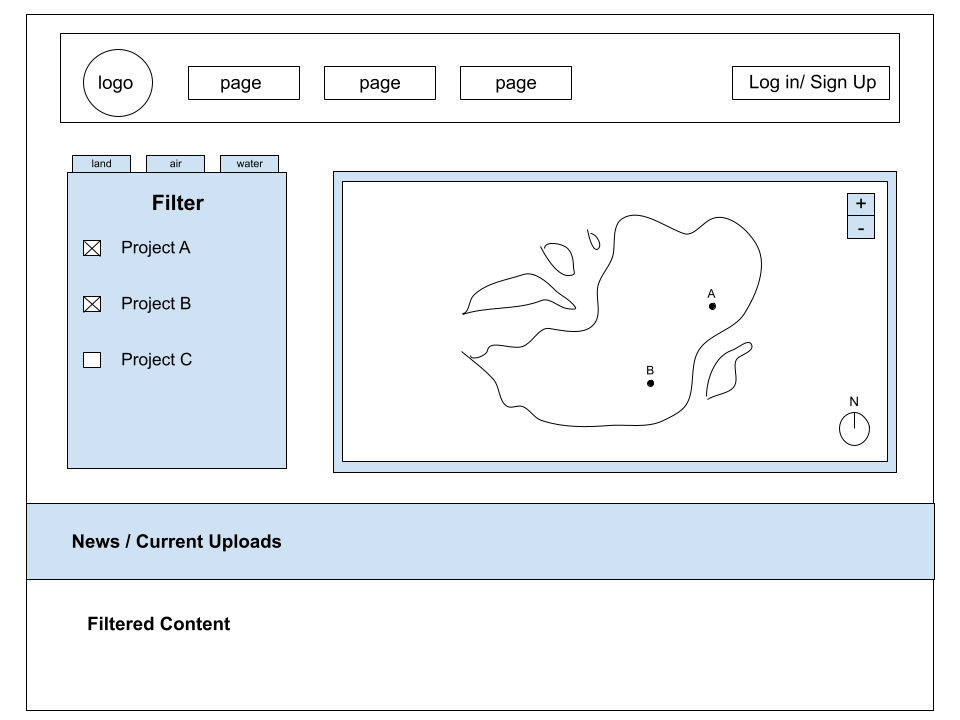 logo
page
page
page
Log in/ Sign Up
land
air
water
Filter
Project A
Project B
Project C
+
-
A
B
N
News / Current Uploads
Filtered Content